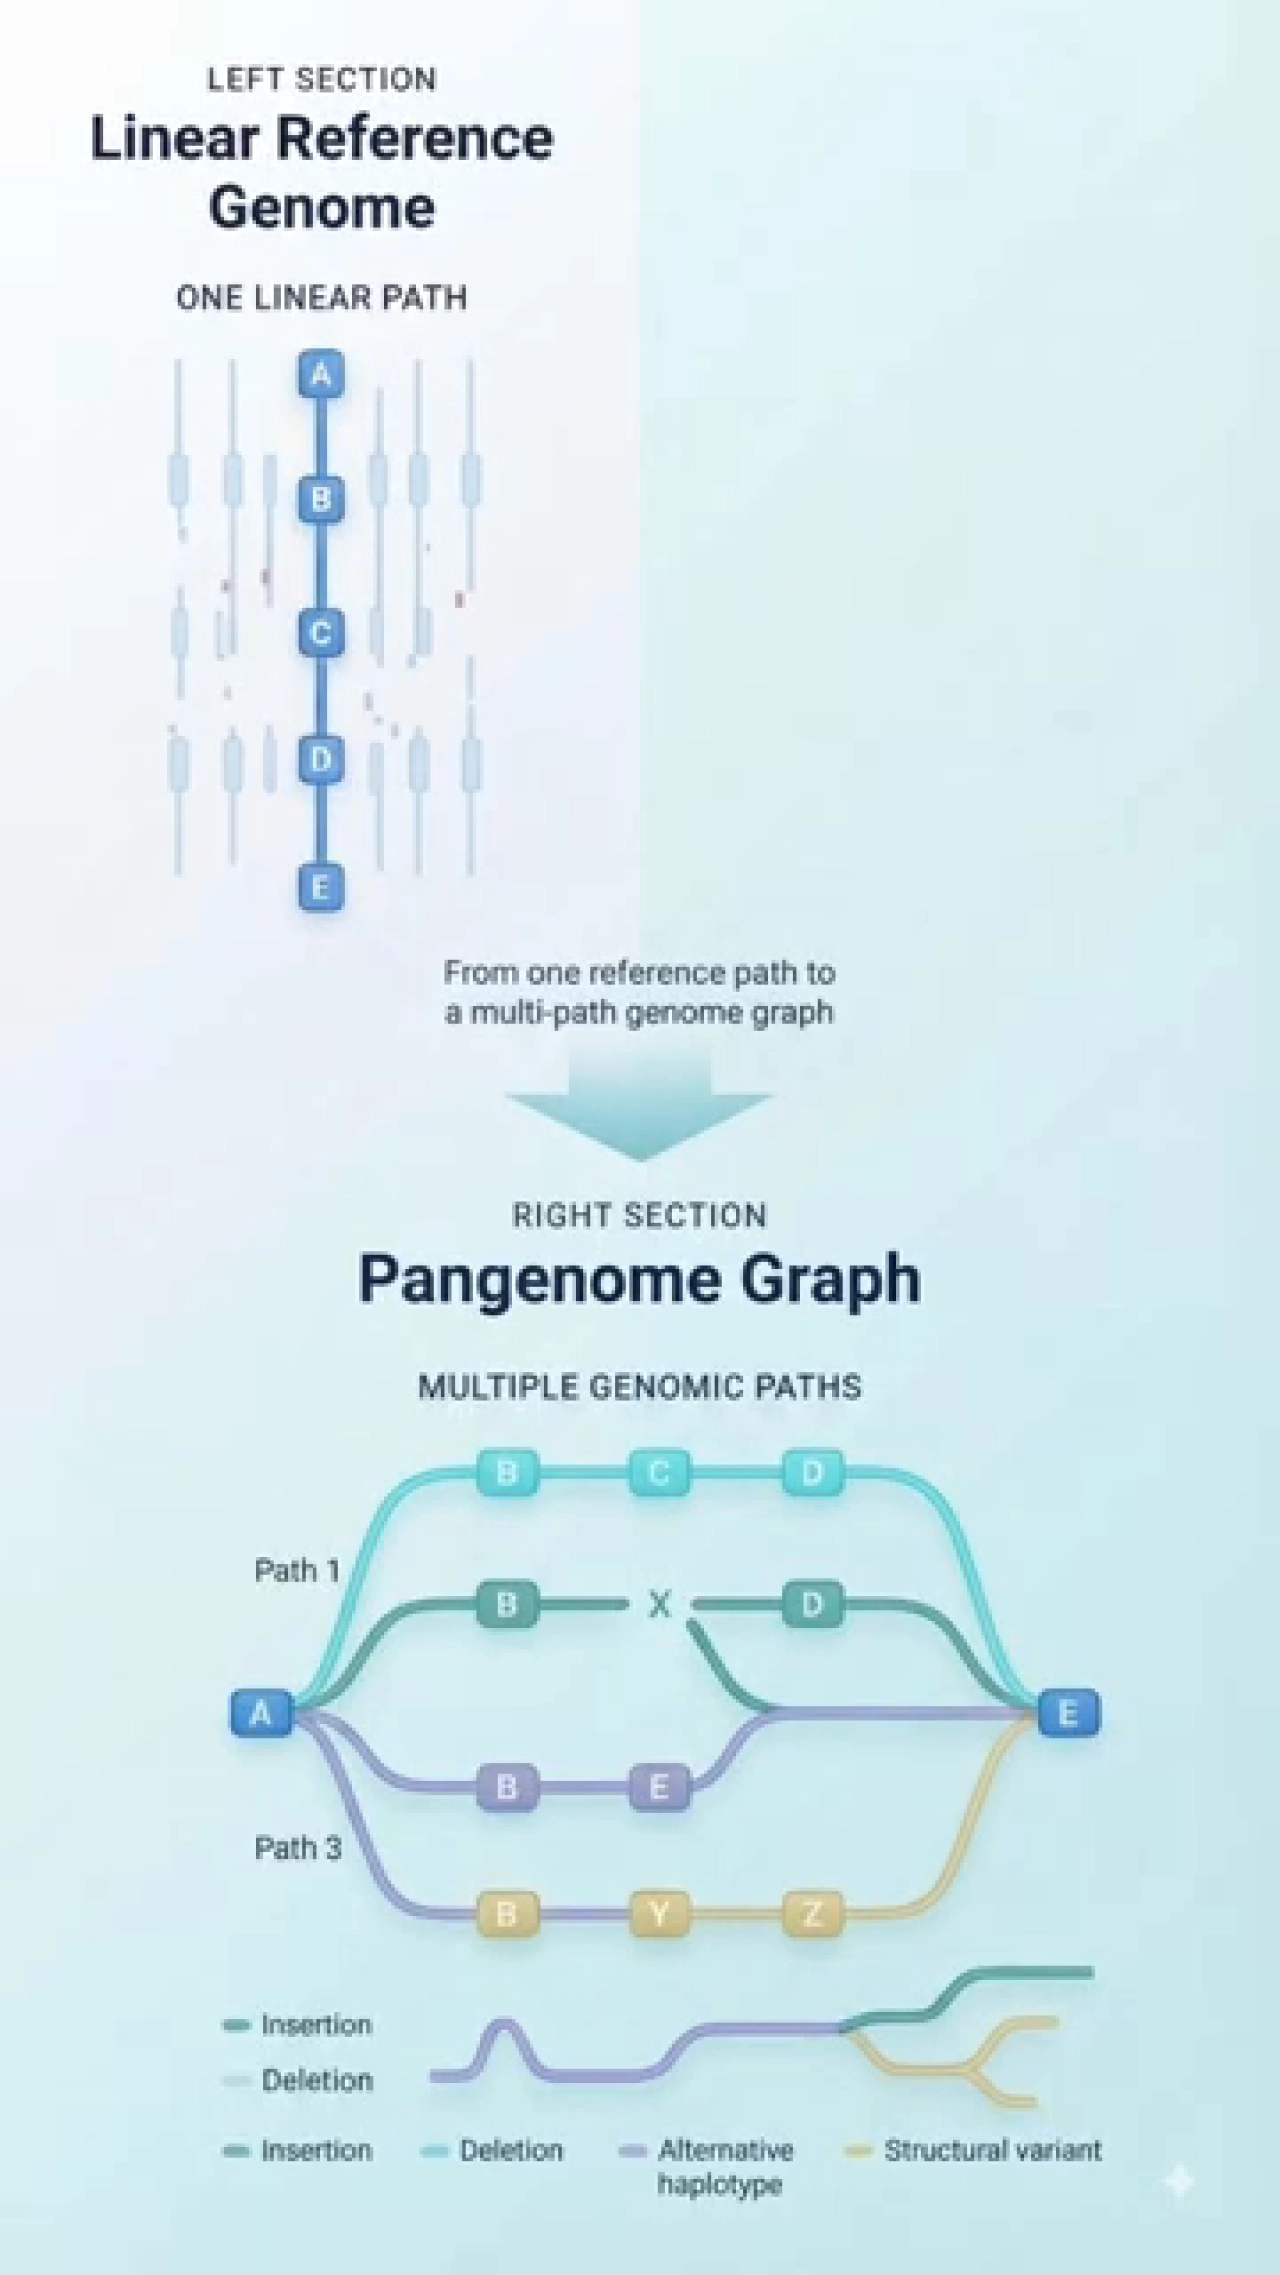 LEFT SECTION
Linear Reference
Genome
ONE LINEAR PATH
A
B
C
D
E
From one reference path to
a multi-path genome graph
RIGHT SECTION
Pangenome Graph
MULTIPLE GENOMIC PATHS
B C D
Path 1
B X D
A E
B E
Path 3
B Y Z
Insertion
Deletion
Insertion Deletion Alternative Structural variant
haplotype